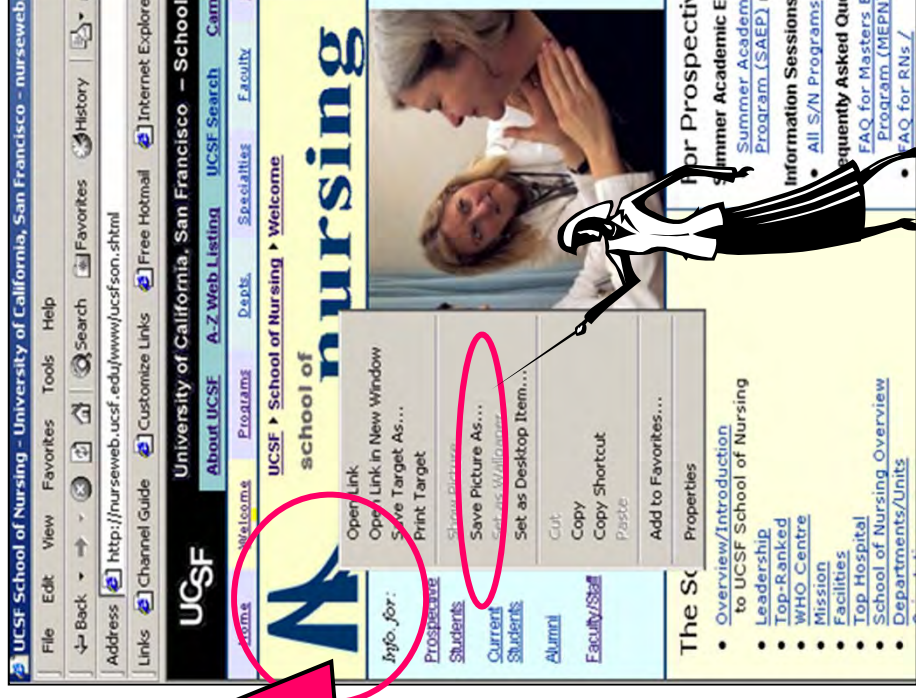 UCSF School of Nursing - University of California, San Francisco - nurseweb
File Edit View Favorites Tools Help
Back Search Favorites History
Address http://nurseweb.ucsf.edu/www/ucsfson.shtml
Links Channel Guide Customize Links Free Hotmail Internet Explore
UCSF
University of California, San Francisco – School
About UCSF A-Z Web Listing UCSF Search Cam
Home Welcome Programs Depts. Specialties Faculty
UCSF School of Nursing Welcome
school of
nursing
Info. for:
Prospective
Students
Current
Students
Alumni
Faculty/Staff
Open Link
Open Link in New Window
Save Target As...
Print Target
Show Picture
Save Picture As...
Set as Wallpaper
Set as Desktop Item...
Cut
Copy
Copy Shortcut
Paste
Add to Favorites...
Properties
The Sc
• Overview/Introduction
to UCSF School of Nursing
• Leadership
• Top-Ranked
• WHO Centre
• Mission
• Facilities
• Top Hospital
• School of Nursing Overview
• Departments/Units
For Prospectiv
Summer Academic E
Summer Academ
Program (SAEP)
Information Sessions
• All S/N Programs
equently Asked Qu
FAQ for Masters E
Program (MEPN
• FAQ for RNs /